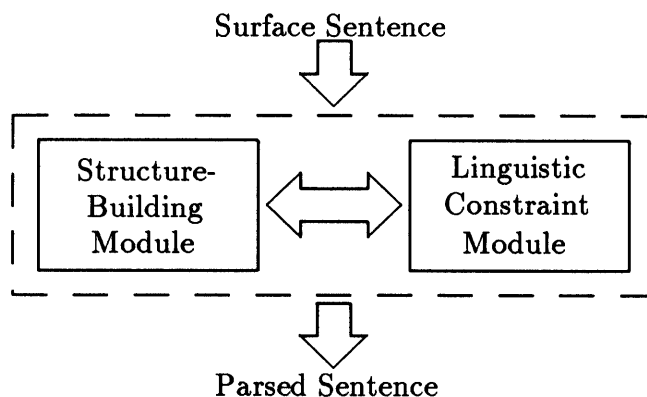 Surface Sentence
Structure-
Building
Module
Linguistic
Constraint
Module
Parsed Sentence